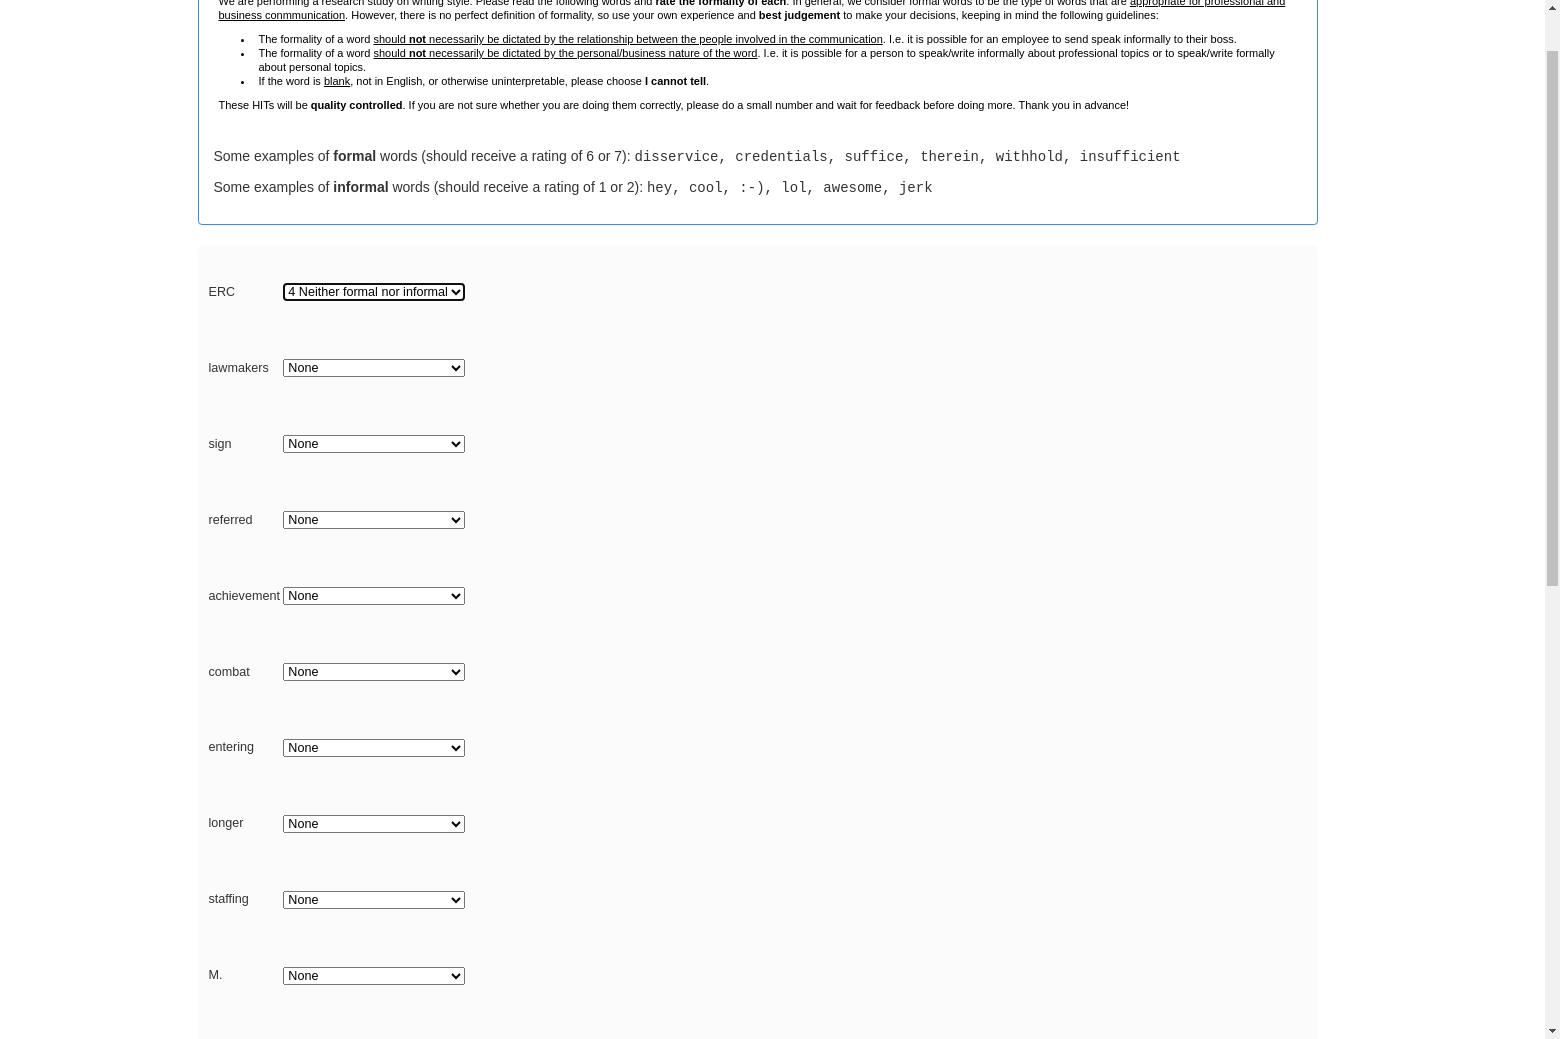 We are performing a research study on writing style. Please read the following words and rate the formality of each. In general, we consider formal words to be the type of words that are appropriate for professional and
business conmmunication. However, there is no perfect definition of formality, so use your own experience and best judgement to make your decisions, keeping in mind the following guidelines:
• The formality of a word should not necessarily be dictated by the relationship between the people involved in the communication. I.e. it is possible for an employee to send speak informally to their boss.
• The formality of a word should not necessarily be dictated by the personal/business nature of the word. I.e. it is possible for a person to speak/write informally about professional topics or to speak/write formally
about personal topics.
• If the word is blank, not in English, or otherwise uninterpretable, please choose I cannot tell.
These HITs will be quality controlled. If you are not sure whether you are doing them correctly, please do a small number and wait for feedback before doing more. Thank you in advance!
Some examples of formal words (should receive a rating of 6 or 7): disservice, credentials, suffice, therein, withhold, insufficient
Some examples of informal words (should receive a rating of 1 or 2): hey, cool, :-), lol, awesome, jerk
ERC 4 Neither formal nor informal
lawmakers None
sign None
referred None
achievement None
combat None
entering None
longer None
staffing None
M. None